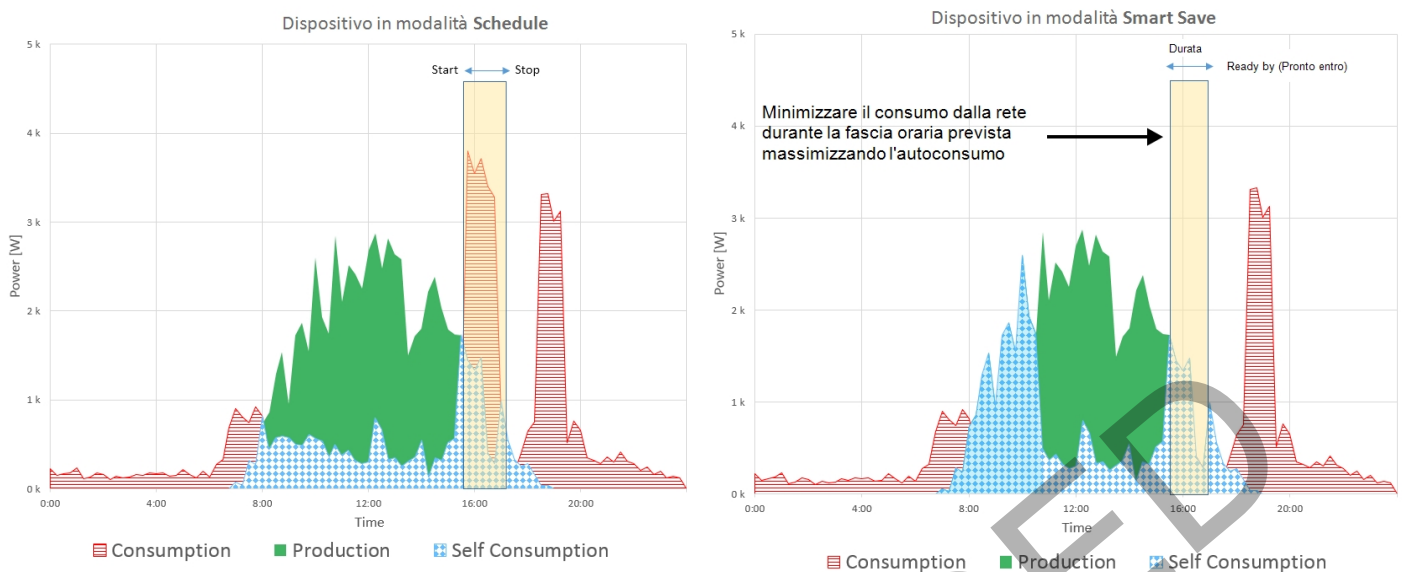 Dispositivo in modalità Schedule
5 k
4 k
3 k
2 k
1 k
0 k
Power [W]
Start
Stop
0:00
4:00
8:00
12:00
16:00
20:00
Time
Consumption
Production
Self Consumption
Dispositivo in modalità Smart Save
5 k
4 k
3 k
2 k
1 k
0 k
Power [W]
Durata
Ready by (Pronto entro)
Minimizzare il consumo dalla rete
durante la fascia oraria prevista
massimizzando l'autoconsumo
0:00
4:00
8:00
12:00
16:00
20:00
Time
Consumption
Production
Self Consumption